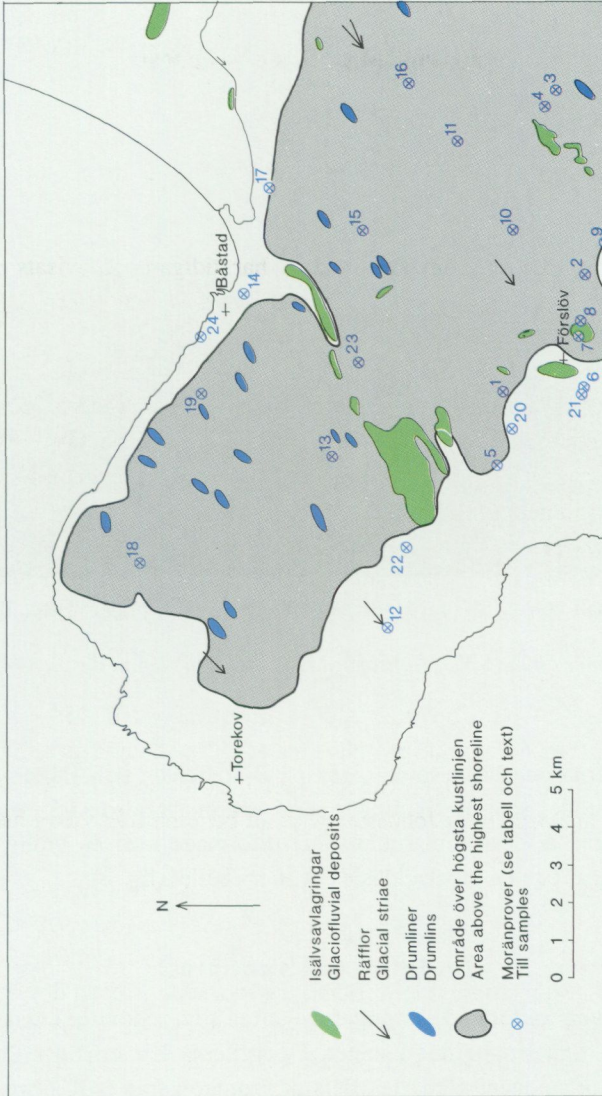 Båstad
Torekov
Förslöv
24
14
17
19
18
13
23
15
16
11
10
4
3
9
2
8
7
6
21
1
20
5
22
12
N
Isälvsavlagringar
Glaciofluvial deposits
Räfflor
Glacial striae
Drumliner
Drumlins
Område över högsta kustlinjen
Area above the highest shoreline
Moränprover (se tabell och text)
Till samples
0 1 2 3 4 5 km